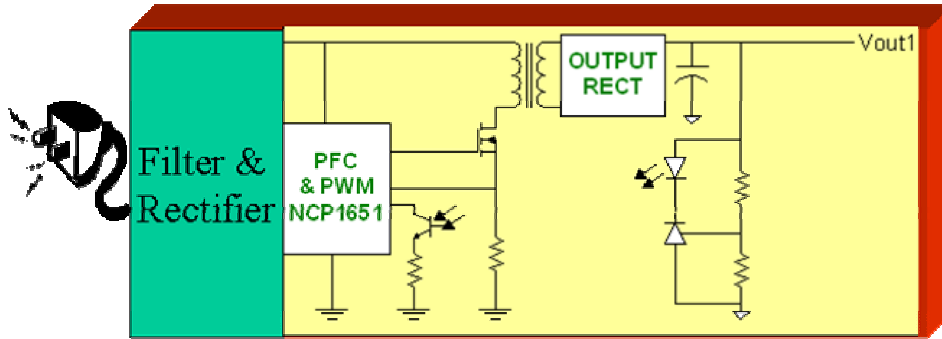 Filter &
Rectifier
PFC
& PWM
NCP1651
OUTPUT
RECT
Vout1